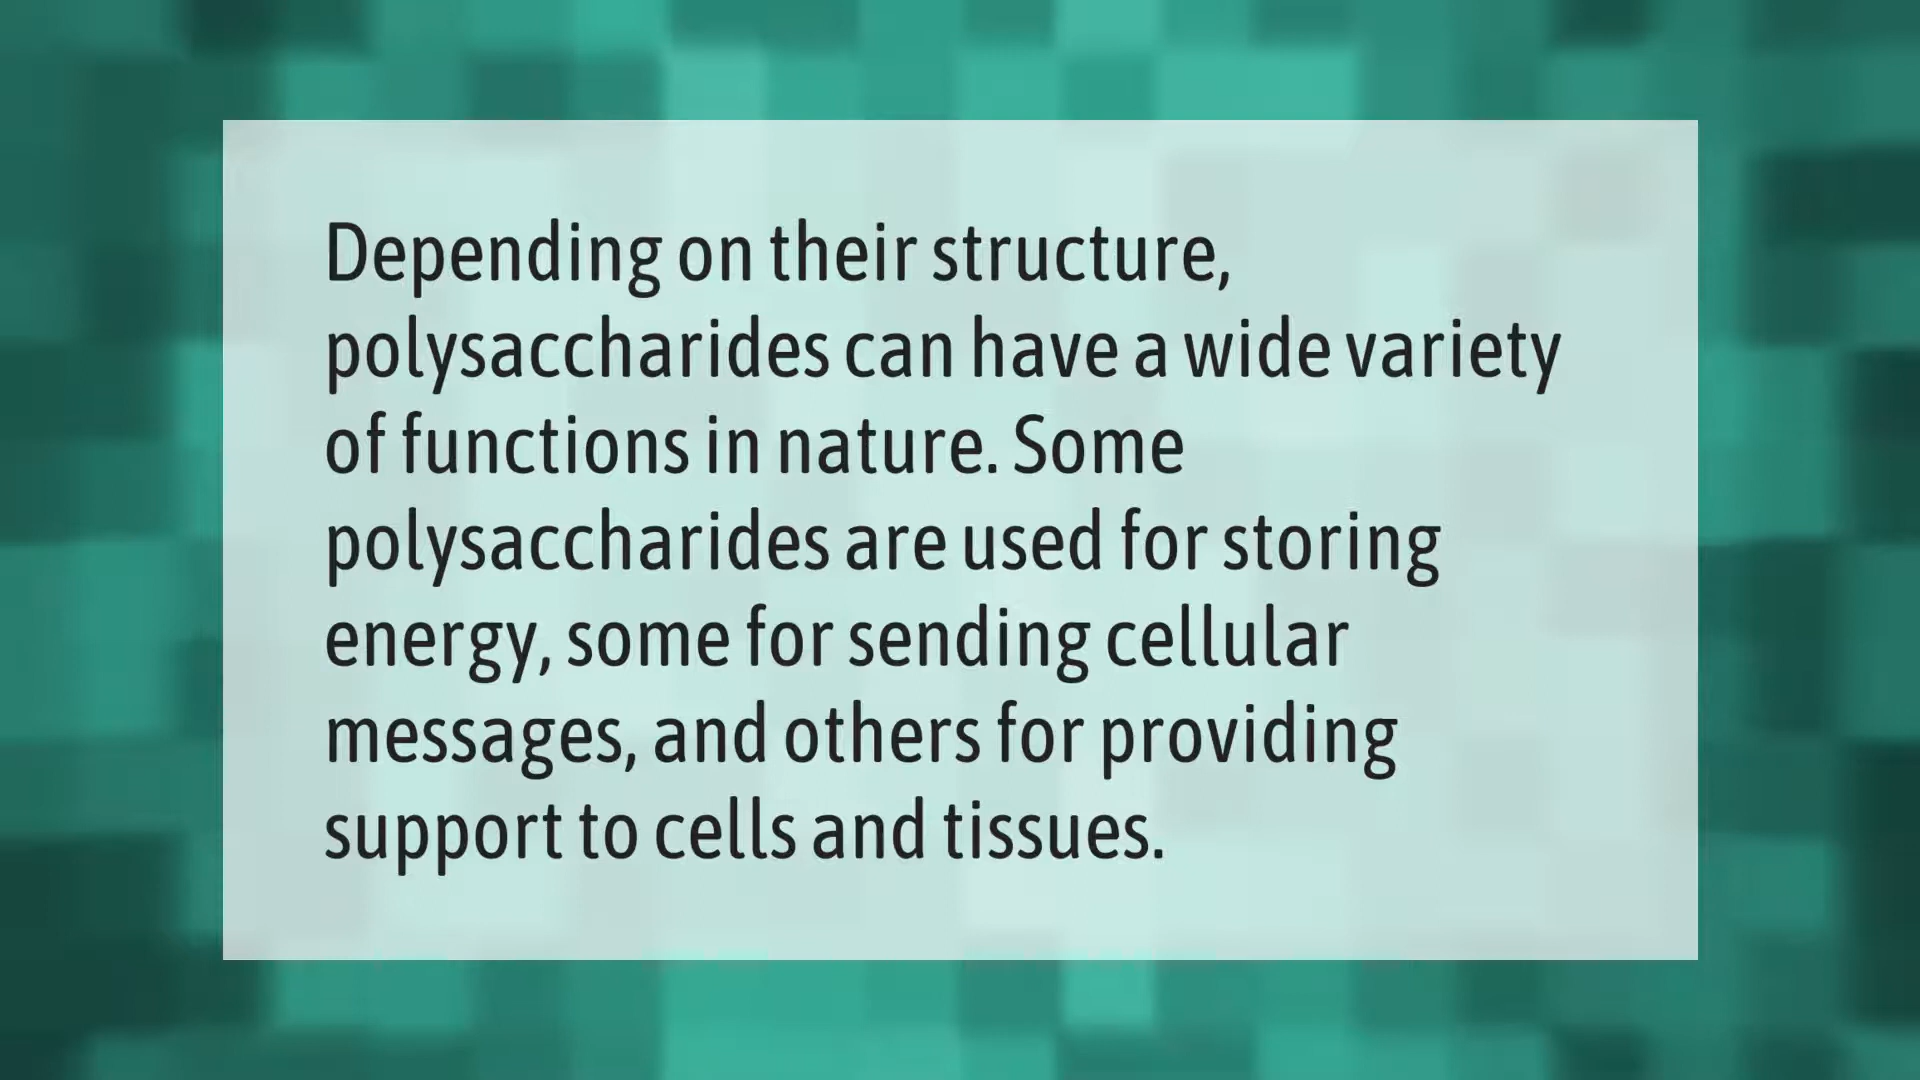 Depending on their structure,
polysaccharides can have a wide variety
of functions in nature. Some
polysaccharides are used for storing
energy, some for sending cellular
messages, and others for providing
support to cells and tissues.